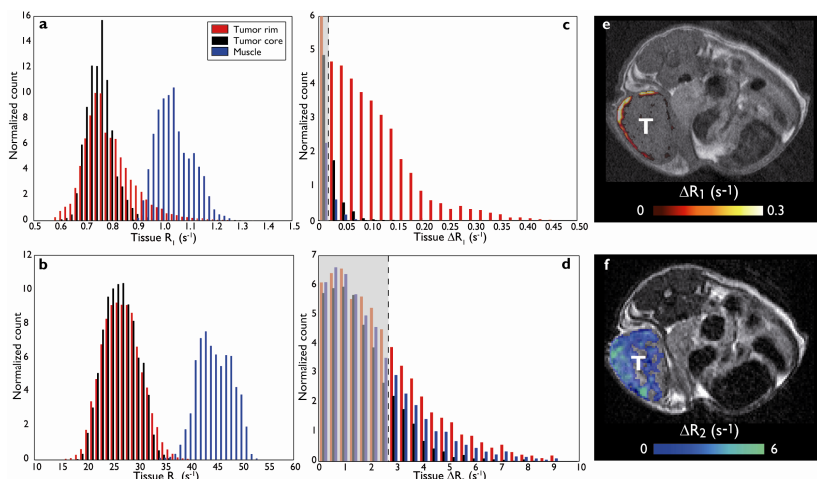 a
Tumor rim
Tumor core
Muscle
Normalized count
16
14
12
10
8
6
4
2
0
0.5 0.6 0.7 0.8 0.9 1.0 1.1 1.2 1.3 1.4 1.5
Tissue R1 (s-1)
c
Normalized count
6
5
4
3
2
1
0
0 0.05 0.10 0.15 0.20 0.25 0.30 0.35 0.40 0.45 0.50
Tissue ΔR1 (s-1)
e
T
ΔR1 (s-1)
0 0.3
b
Normalized count
12
10
8
6
4
2
0
10 15 20 25 30 35 40 45 50 55 60
Tissue R (s-1)
d
Normalized count
7
6
5
4
3
2
1
0
0 1 2 3 4 5 6 7 8 9 10
Tissue ΔR (s-1)
f
T
ΔR2 (s-1)
0 6